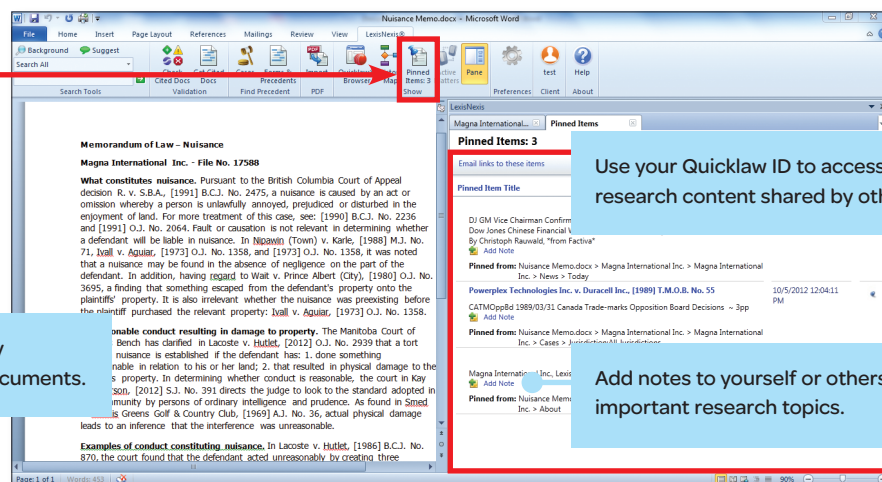 Nuisance Memo.docx - Microsoft Word
File Home Insert Page Layout References Mailings Review View LexisNexis®
Background Suggest
Search All
Search Tools
Cited Docs Docs
Validation
Precedents
Find Precedent
PDF
Browser
Pinned
Items: 3
Show
Pane
Preferences
test
Client
Help
About
Memorandum of Law – Nuisance
Magna International Inc. - File No. 17588
What constitutes nuisance. Pursuant to the British Columbia Court of Appeal
decision R. v. S.B.A., [1991] B.C.J. No. 2475, a nuisance is caused by an act or
omission whereby a person is unlawfully annoyed, prejudiced or disturbed in the
enjoyment of land. For more treatment of this case, see: [1990] B.C.J. No. 2236
and [1991] O.J. No. 2064. Fault or causation is not relevant in determining whether
a defendant will be liable in nuisance. In Nipawin (Town) v. Karle, [1988] M.J. No.
71, Ivall v. Aguiar, [1973] O.J. No. 1358, and [1973] O.J. No. 1358, it was noted
that a nuisance may be found in the absence of negligence on the part of the
defendant. In addition, having regard to Wait v. Prince Albert (City), [1980] O.J. No.
3695, a finding that something escaped from the defendant's property onto the
plaintiffs' property. It is also irrelevant whether the nuisance was preexisting before
the plaintiff purchased the relevant property: Ivall v. Aguiar, [1973] O.J. No. 1358.
onable conduct resulting in damage to property. The Manitoba Court of
Bench has clarified in Lacoste v. Hutlet, [2012] O.J. No. 2939 that a tort
nuisance is established if the defendant has: 1. done something
nable in relation to his or her land; 2. that resulted in physical damage to the
s property. In determining whether conduct is reasonable, the court in Kay
son, [2012] S.J. No. 391 directs the judge to lok to the standard adopted in
munity by persons of ordinary intelligence and prudence. As found in Smed
is Greens Golf & Country Club, [1969] A.J. No. 36, actual physical damage
leads to an inference that the interference was unreasonable.
Examples of conduct constituting nuisance. In Lacoste v. Hutlet, [1986] B.C.J. No.
870, the court found that the defendant acted unreasonably by creating three
y
cuments.
Page: 1 of 1 Words: 453
LexisNexis
Magna International... Pinned Items
Pinned Items: 3
Email links to these items
Pinned Item Title
Use your Quicklaw ID to access
research content shared by oth
DJ GM Vice Chairman Confirm
Dow Jones Chinese Financial
By Christoph Rauwald, "from Factiva"
Add Note
Pinned from: Nuisance Memo.docx > Magna International Inc. > Magna International
Inc. > News > Today
Powerplex Technologies Inc. v. Duracell Inc., [1989] T.M.O.B. No. 55
10/5/2012 12:04:11
PM
CATMOppBd 1989/03/31 Canada Trade-marks Opposition Board Decisions ~ 3pp
Add Note
Pinned from: Nuisance Memo.docx > Magna International Inc. > Magna International
Inc. > Cases > Jurisdiction:All Jurisdictions
Magna International Inc., Lexis
Add Note
Pinned from: Nuisance Memo
Inc. > About
Add notes to yourself or others
important research topics.
90%